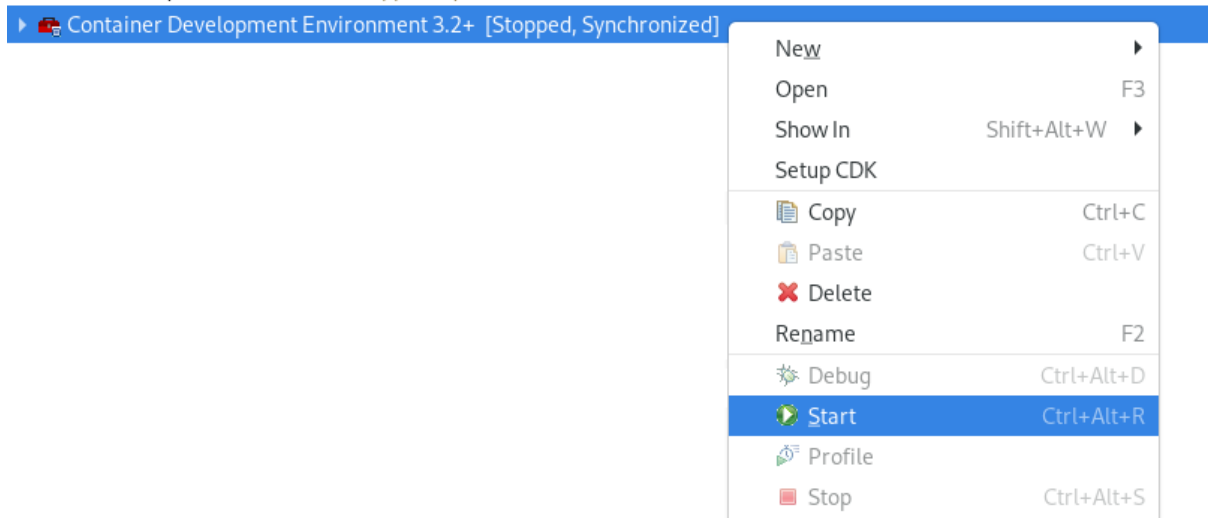 Container Development Environment 3.2+ [Stopped, Synchronized]
New
Open F3
Show In Shift+Alt+W
Setup CDK
Copy Ctrl+C
Paste Ctrl+V
Delete
Rename F2
Debug Ctrl+Alt+D
Start Ctrl+Alt+R
Profile
Stop Ctrl+Alt+S